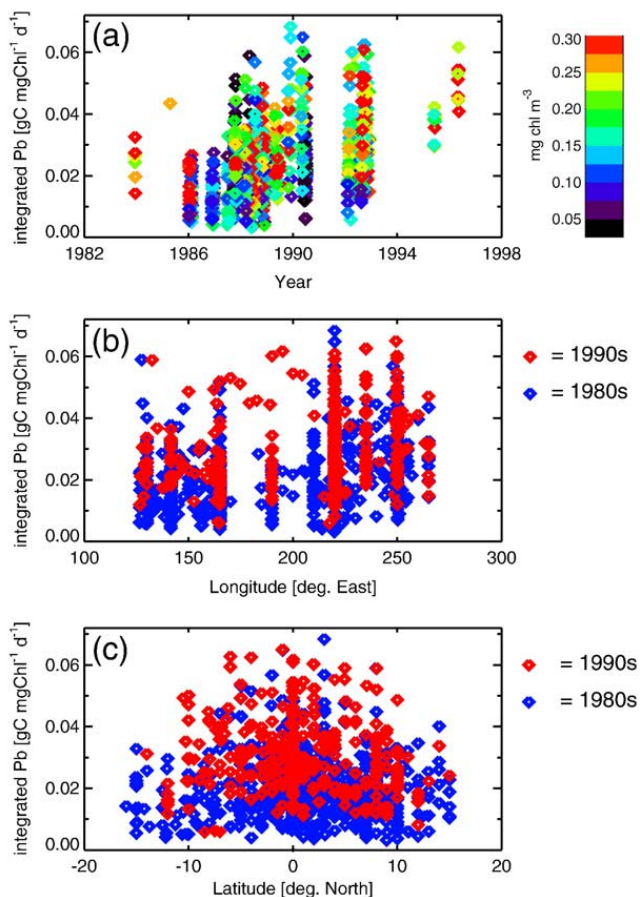 (a)
integrated Pb [gC mgChl⁻¹ d⁻¹]
0.06
0.04
0.02
0.00
1982 1986 1990 1994 1998
Year
0.30
0.25
0.20
0.15
0.10
0.05
mg chl m⁻³
(b)
integrated Pb [gC mgChl⁻¹ d⁻¹]
0.06
0.04
0.02
0.00
100 150 200 250 300
Longitude [deg. East]
= 1990s
= 1980s
(c)
integrated Pb [gC mgChl⁻¹ d⁻¹]
0.06
0.04
0.02
0.00
-20 -10 0 10 20
Latitude [deg. North]
= 1990s
= 1980s